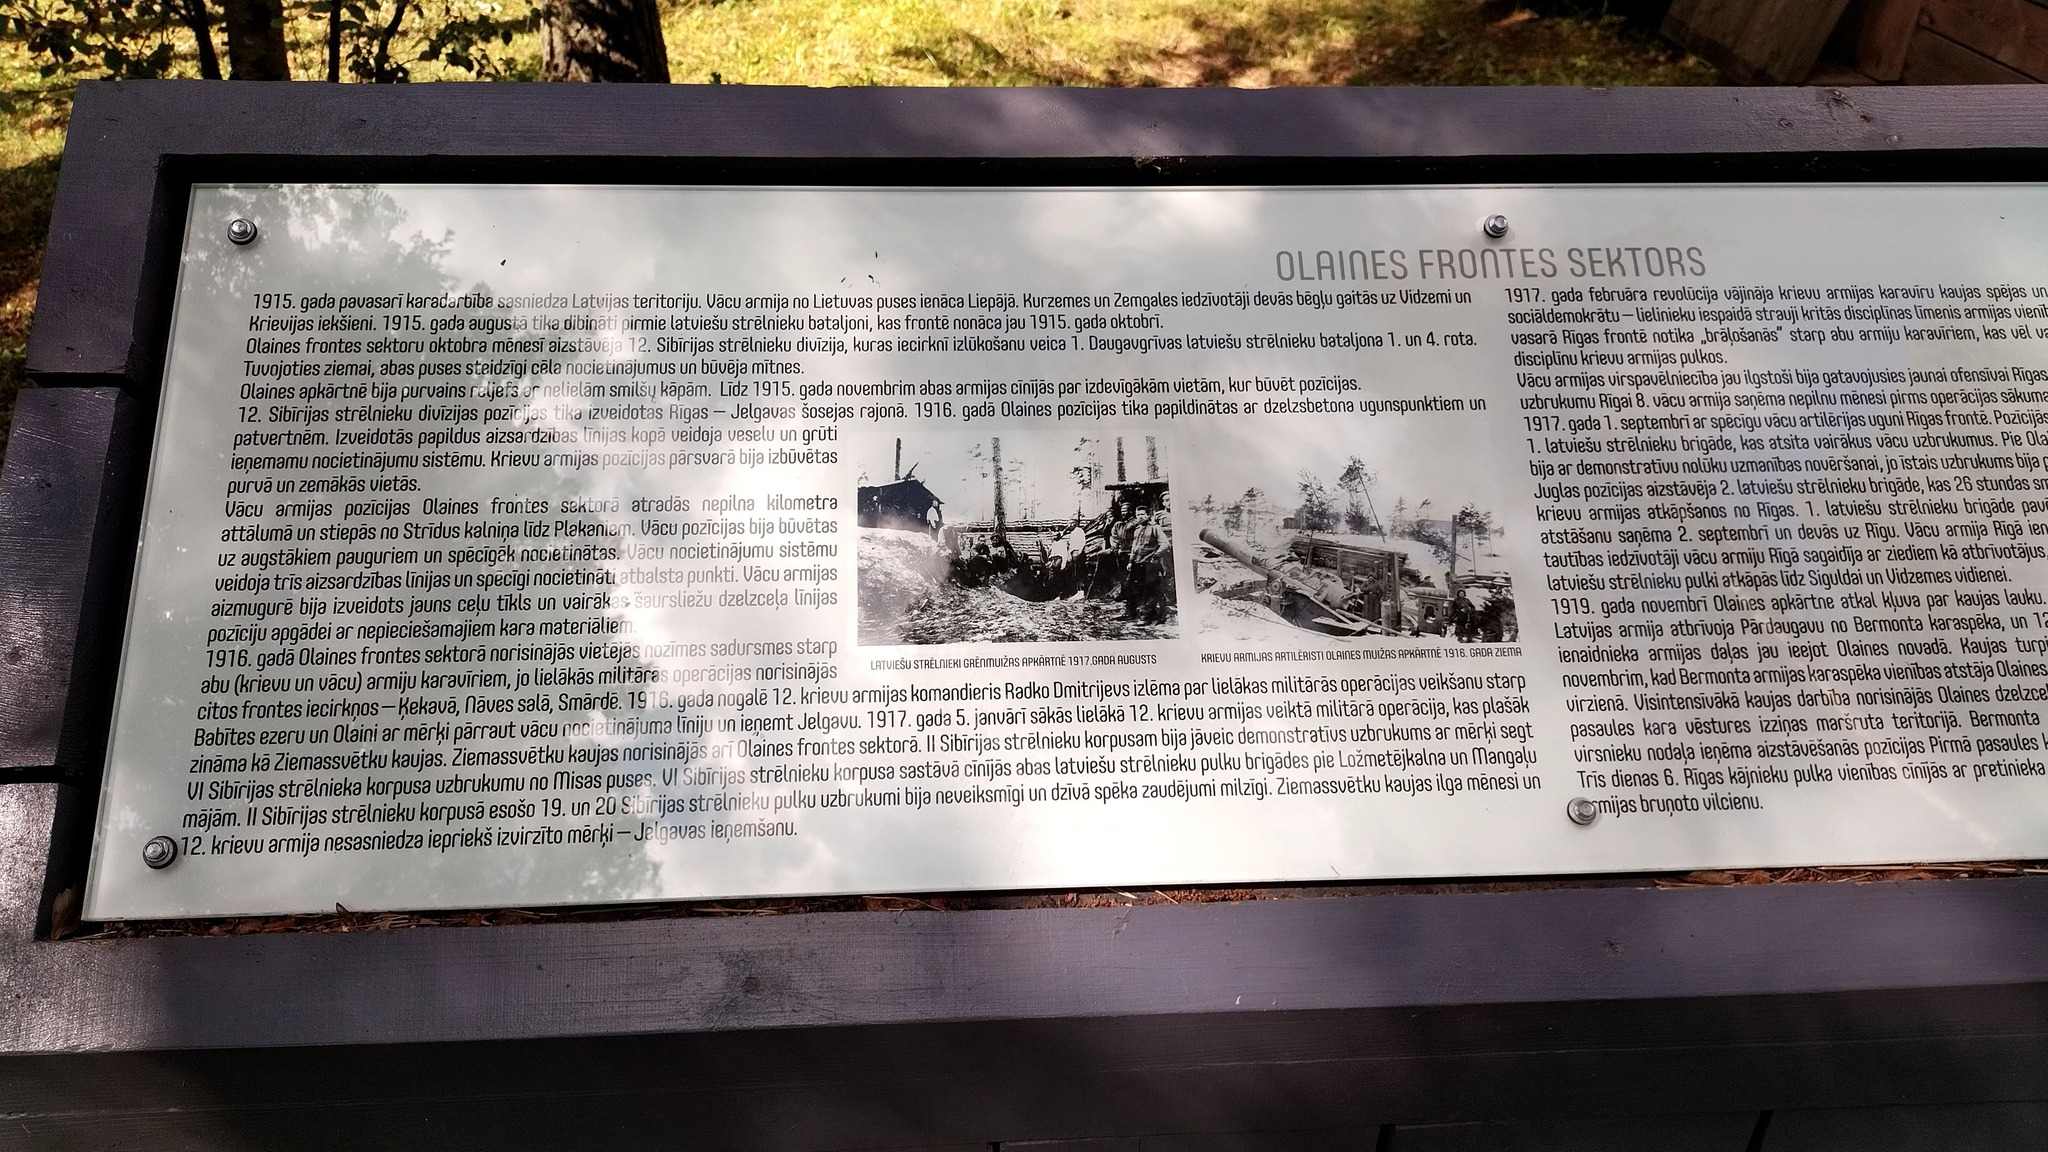 OLAINES FRONTES SEKTORS
1915. gada pavasarī karadarbība sasniedza Latvijas teritoriju. Vācu armija no Lietuvas puses ienāca Liepājā. Kurzemes un Zemgales iedzīvotāji devās bēgļu gaitās uz Vidzemi un
Krievijas iekšieni. 1915. gada augustā tika dibināti pirmie latviešu strēlnieku bataljoni, kas frontē nonāca jau 1915. gada oktobrī.
Olaines frontes sektoru oktobra mēnesī aizstāvēja 12. Sibīrijas strēlnieku divīzija, kuras iecirknī izlūkošanu veica 1. Daugavgrīvas latviešu strēlnieku bataljona 1. un 4. rota.
Tuvojoties ziemai, abas puses steidzīgi cēla nocietinājumus un būvēja mītnes.
Olaines apkārtnē bija purvains reljefs ar nelielām smilšu kāpām. Līdz 1915. gada novembrim abas armijas cīnījās par izdevīgākām vietām, kur būvēt pozīcijas.
12. Sibīrijas strēlnieku divīzijas pozīcijas tika izveidotas Rīgas – Jelgavas šosejas rajonā. 1916. gadā Olaines pozīcijas tika papildinātas ar dzelzsbetona ugunspunktiem un
patvertnēm. Izveidotās papildus aizsardzības līnijas kopā veidoja veselu un grūti
ieņemamu nocietinājumu sistēmu. Krievu armijas pozīcijas pārsvarā bija izbūvētas
purvā un zemākās vietās.
Vācu armijas pozīcijas Olaines frontes sektorā atradās nepilna kilometra
attālumā un stiepās no Strīdus kalniņa līdz Plakaniem. Vācu pozīcijas bija būvētas
uz augstākiem pauguriem un spēcīgēk nocietinātas. Vācu nocietinājumu sistēmu
veidoja trīs aizsardzības līnijas un spēcīgi nocietināti atbalsta punkti. Vācu armijas
aizmugurē bija izveidots jauns ceļu tīkls un vairākas šaursliežu dzelzceļa līnijas
pozīciju apgādei ar nepieciešamajiem kara materiāliem.
1916. gadā Olaines frontes sektorā norisinājās vietējas nozīmes sadursmes starp
abu (krievu un vācu) armiju karavīriem, jo lielākās militārās operācijas norisinājās
citos frontes iecirkņos – Ķekavā, Nāves salā, Smārdē. 1916. gada nogalē 12. krievu armijas komandieris Radko Dmitrijevs izlēma par lielākas militārās operācijas veikšanu starp
Babītes ezeru un Olaini ar mērķi pārraut vācu nocietinājuma līniju un ieņemt Jelgavu. 1917. gada 5. janvārī sākās lielākā 12. krievu armijas veiktā militārā operācija, kas plašāk
zināma kā Ziemassvētku kaujas. Ziemassvētku kaujas norisinājās arī Olaines frontes sektorā. II Sibīrijas strēlnieku korpusam bija jāveic demonstratīvs uzbrukums ar mērķi segt
VI Sibīrijas strēlnieka korpusa uzbrukumu no Misas puses. VI Sibīrijas strēlnieku korpusa sastāvā cīnījās abas latviešu strēlnieku pulku brigādes pie Ložmetējkalna un Mangaļu
mājām. II Sibīrijas strēlnieku korpusā esošo 19. un 20 Sibīrijas strēlnieku pulku uzbrukumi bija neveiksmīgi un dzīvā spēka zaudējumi milzīgi. Ziemassvētku kaujas ilga mēnesi un
12. krievu armija nesasniedza iepriekš izvirzīto mērķi – Jelgavas ieņemšanu.
LATVIEŠU STRĒLNIEKI GRĒNMUIŽAS APKĀRTNĒ 1917.GADA AUGUSTS
KRIEVU ARMIJAS ARTILĒRISTI OLAINES MUIŽAS APKĀRTNĒ 1916. GADA ZIEMA
1917. gada februāra revolūcija vājināja krievu armijas karavīru kaujas spējas un
sociāldemokrātu – lielinieku iespaidā strauji kritās disciplīnas līmenis armijas
vasarā Rīgas frontē notika „brāļošanās" starp abu armiju karavīriem, kas vēl
disciplīnu krievu armijas pulkos.
Vācu armijas virspavēlniecība jau ilgstoši bija gatavojusies jaunai ofensīvai Rīgas
uzbrukumu Rīgai 8. vācu armija saņēma nepilnu mēnesi pirms operācijas sākuma
1917. gada 1. septembrī ar spēcīgu vācu artilērijas uguni Rīgas frontē. Pozīcijās
1. latviešu strēlnieku brigāde, kas atsita vairākus vācu uzbrukumus. Pie
bija ar demonstratīvu nolūku uzmanības novēršanai, jo īstais uzbrukums bija
Juglas pozīcijas aizstāvēja 2. latviešu strēlnieku brigāde, kas 26 stundas
krievu armijas atkāpšanos no Rīgas. 1. latviešu strēlnieku brigāde
atstāšanu saņēma 2. septembrī un devās uz Rīgu. Vācu armija Rīgā
tautības iedzīvotāji vācu armiju Rīgā sagaidīja ar ziediem kā atbrīvotājus,
latviešu strēlnieku pulki atkāpās līdz Siguldai un Vidzemes vidienei.
1919. gada novembrī Olaines apkārtne atkal kļuva par kaujas lauku.
Latvijas armija atbrīvoja Pārdaugavu no Bermonta karaspēka, un
ienaidnieka armijas daļas jau ieejot Olaines novadā. Kaujas
novembrim, kad Bermonta armijas karaspēka vienības atstāja Olaines
virzienā. Visintensīvākā kaujas darbība norisinājās Olaines
pasaules kara vēstures izziņas maršruta teritorijā. Bermonta
virsnieku nodaļa ieņēma aizstāvēšanās pozīcijas Pirmā pasaules
Trīs dienas 6. Rīgas kājnieku pulka vienības cīnījās ar pretinieka
rmijas bruņoto vilcienu.